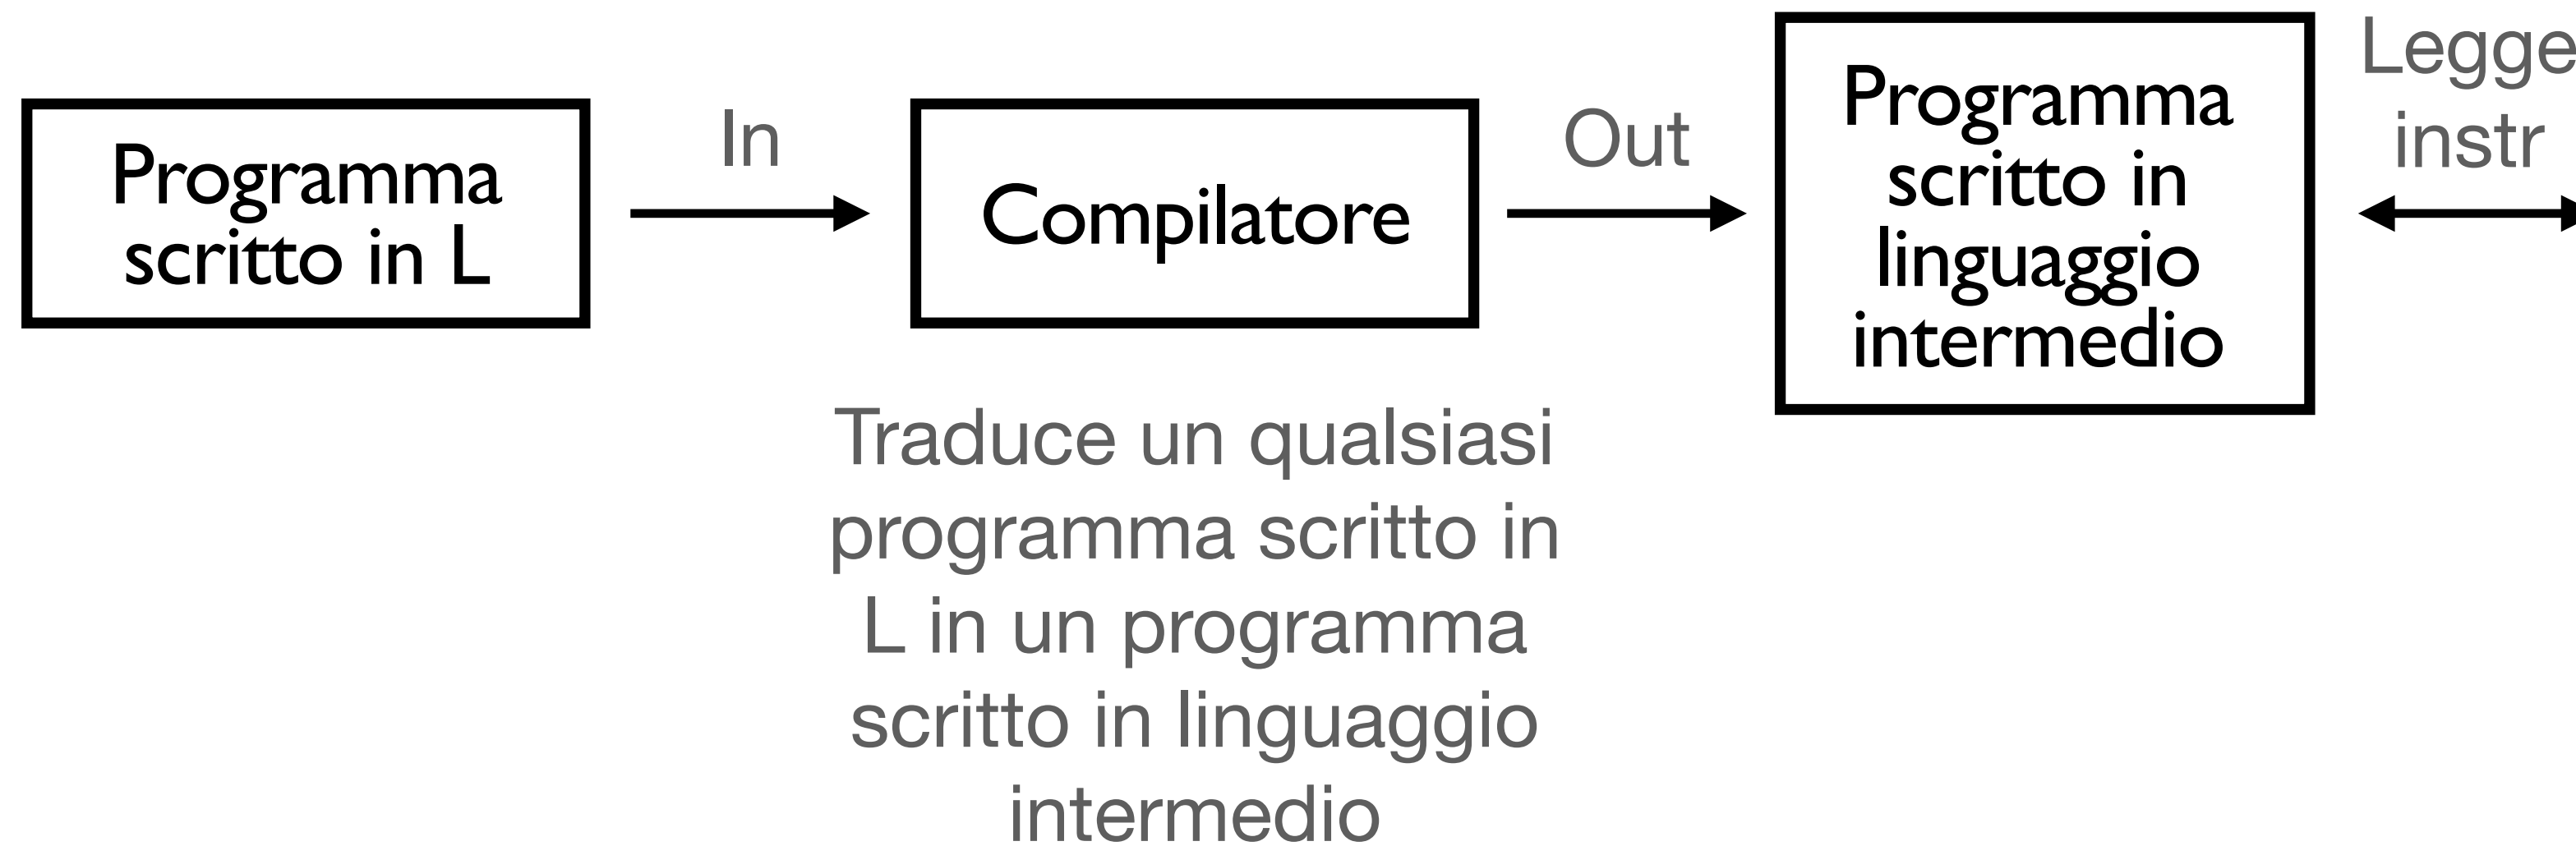 Programma
scritto in L
In
Compilatore
Out
Programma
scritto in
linguaggio
intermedio
Legge
instr
Traduce un qualsiasi
programma scritto in
L in un programma
scritto in linguaggio
intermedio